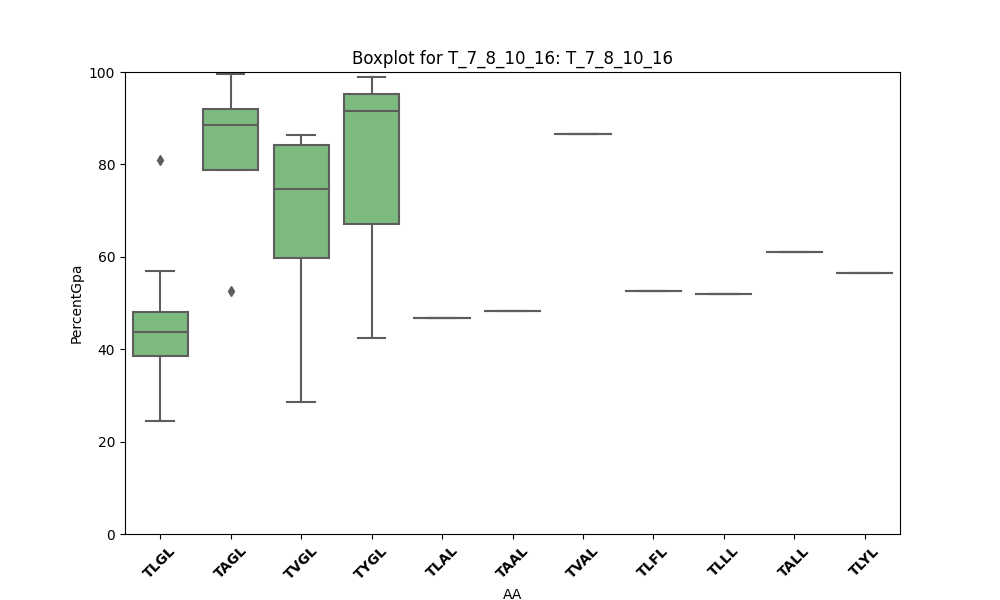 Boxplot for T_7_8_10_16: T_7_8_10_16
100
80
60
40
20
0
PercentGpa
TLGL
TAGL
TVGL
TYGL
TLAL
TAAL
TVAL
TLFL
TLLL
TALL
TLYL
AA